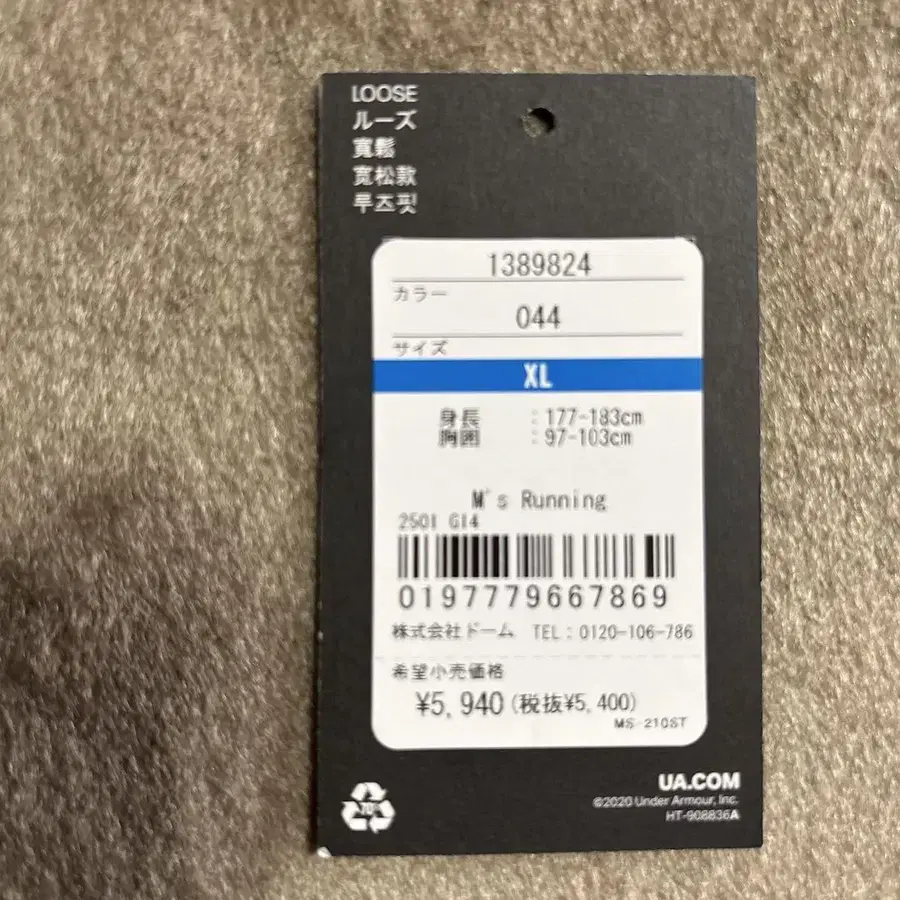 LOOSE
ルーズ
寬鬆
宽松款
루즈핏
1389824
カラー
044
サイズ
XL
身長 : 177-183cm
胸囲 : 97-103cm
M's Running
2501 G14
0197779667869
株式会社ドーム TEL : 0120-106-786
希望小売価格
¥5,940 (税抜¥5,400)
MS-210ST
UA.COM
©2020 Under Armour, Inc.
HT-908836A
70%